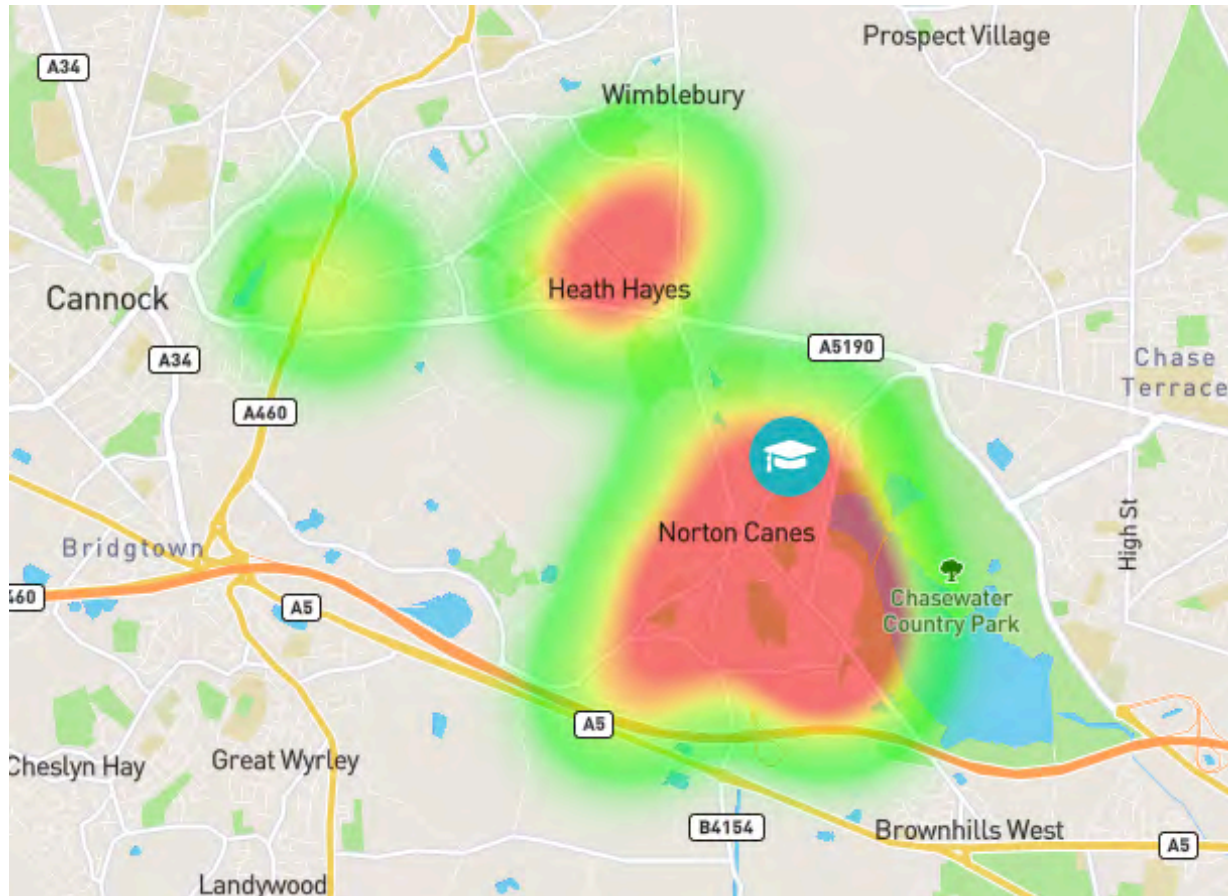 Prospect Village
A34
Wimblebury
Heath Hayes
Cannock
A5190
A34
Chase
Terrace
A460
Norton Canes
High St
Bridgtown
Chasewater
Country Park
460
A5
A5
Cheslyn Hay
Great Wyrley
B4154
Brownhills West
A5
Landywood